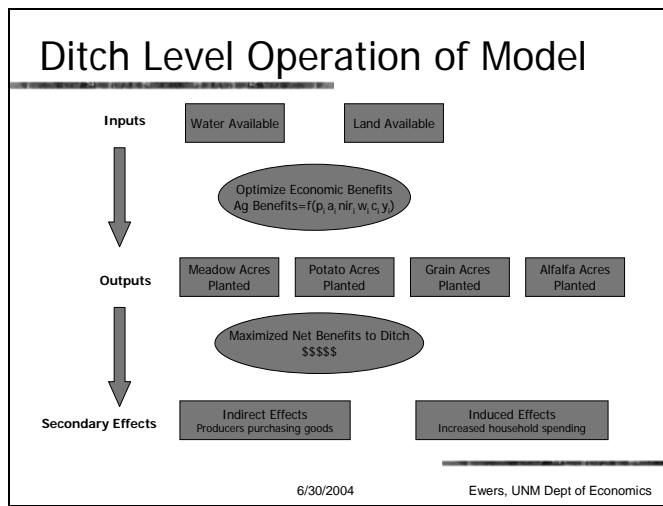 Ditch Level Operation of Model
Inputs
Water Available
Land Available
Optimize Economic Benefits
Ag Benefits=f(pᵢ aᵢ nirᵢ wᵢ cᵢ yᵢ)
Outputs
Meadow Acres
Planted
Potato Acres
Planted
Grain Acres
Planted
Alfalfa Acres
Planted
Maximized Net Benefits to Ditch
$$$$$
Secondary Effects
Indirect Effects
Producers purchasing goods
Induced Effects
Increased household spending
6/30/2004
Ewers, UNM Dept of Economics